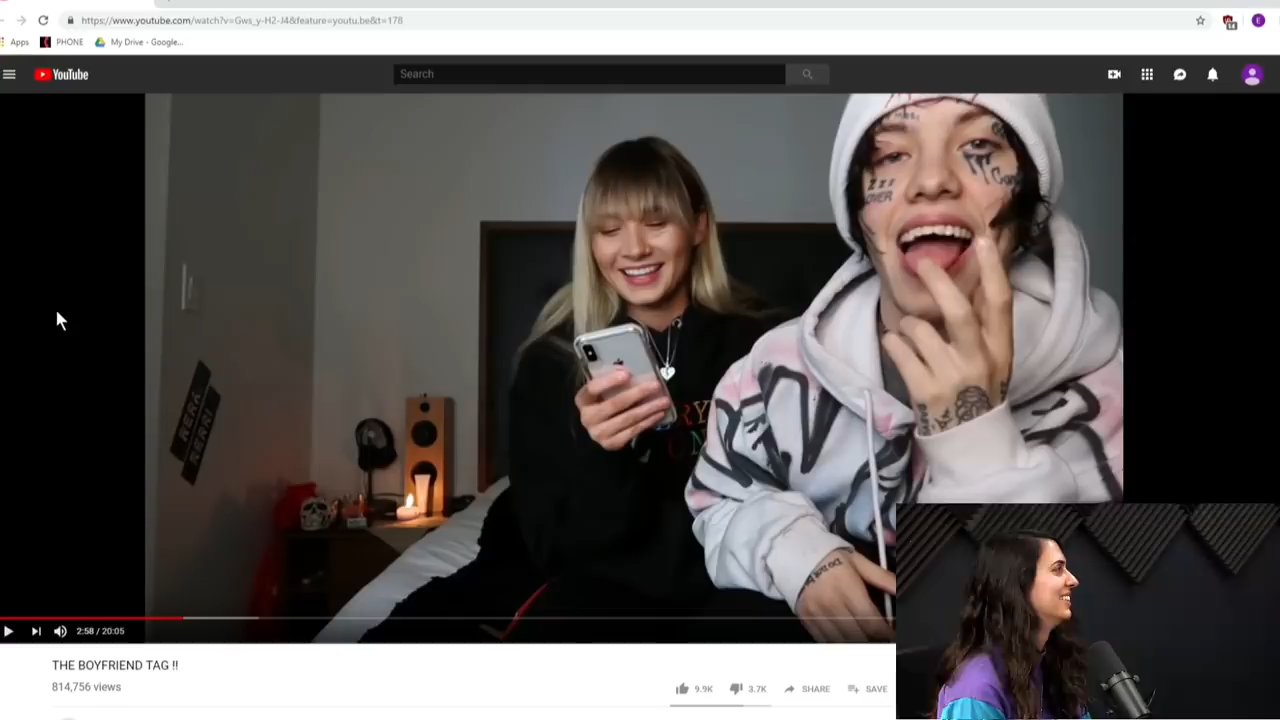 https://www.youtube.com/watch?v=Gws_y-H2-J4&feature=youtu.be&t=178
Apps PHONE My Drive - Google...
YouTube
Search
OVER
2:58 / 20:05
THE BOYFRIEND TAG !!
814,756 views
9.9K 3.7K SHARE SAVE